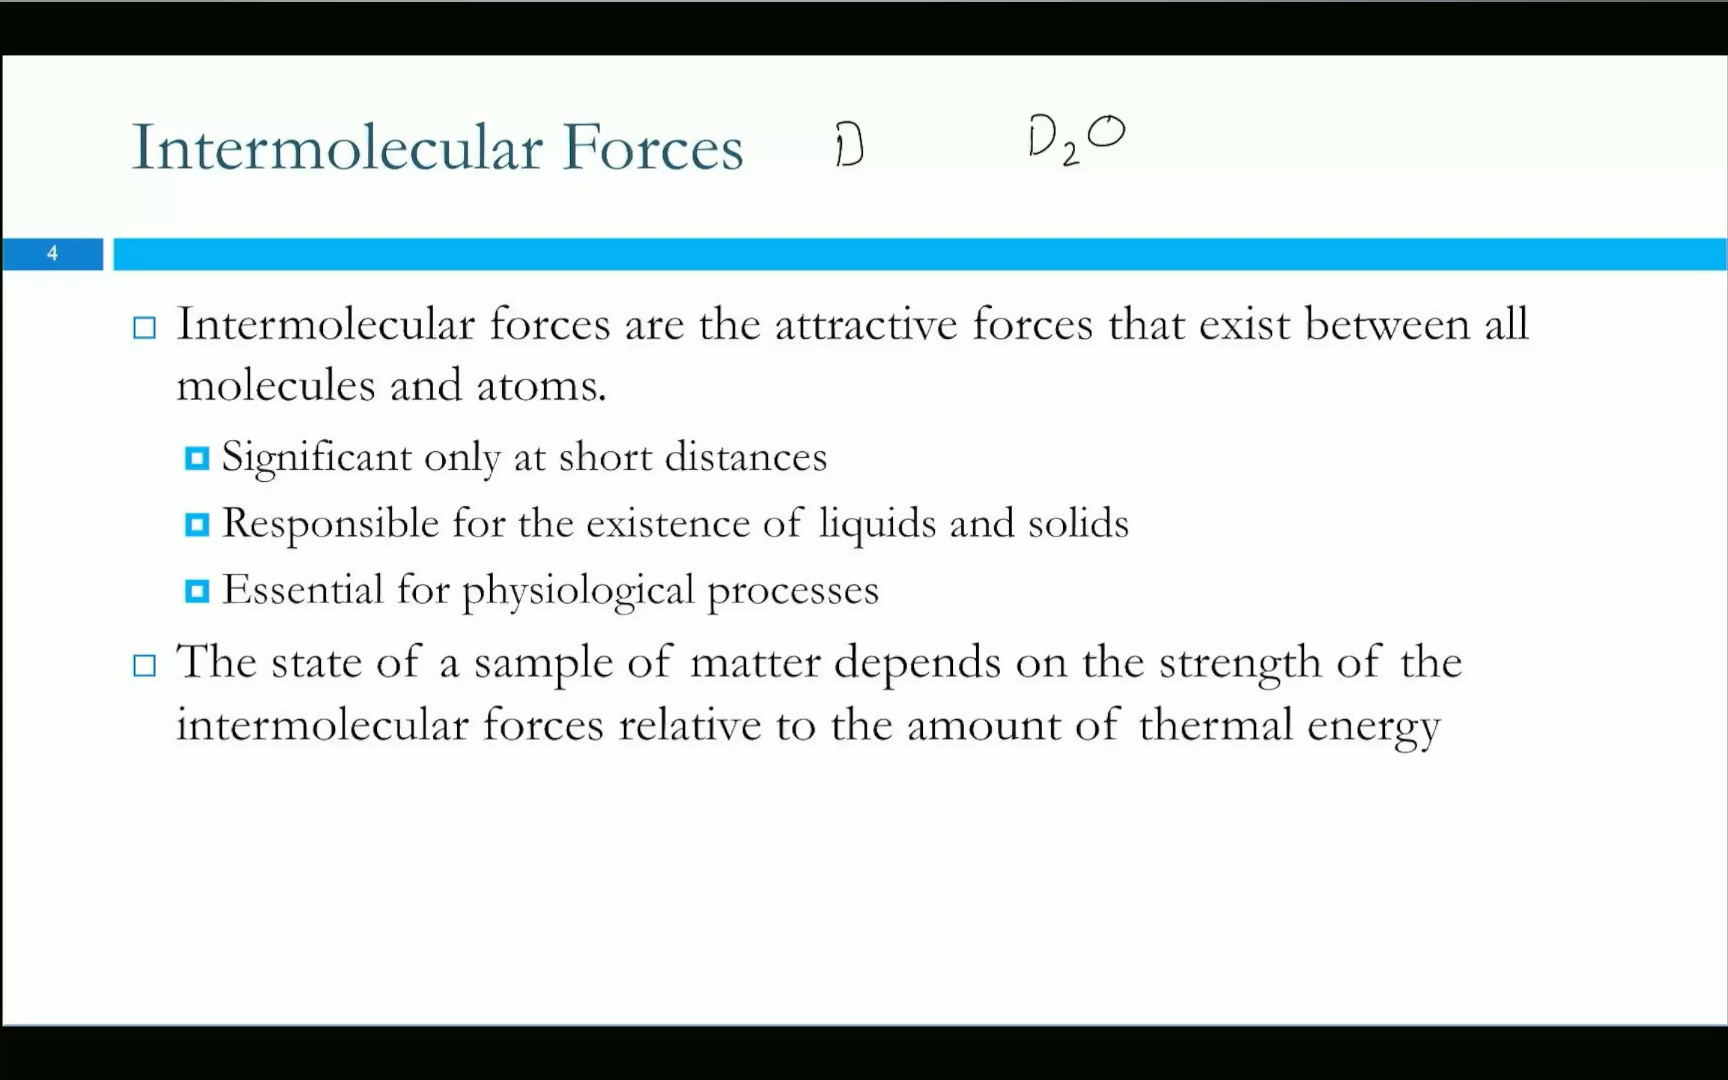 Intermolecular Forces D D₂O
4
Intermolecular forces are the attractive forces that exist between all
molecules and atoms.
Significant only at short distances
Responsible for the existence of liquids and solids
Essential for physiological processes
The state of a sample of matter depends on the strength of the
intermolecular forces relative to the amount of thermal energy